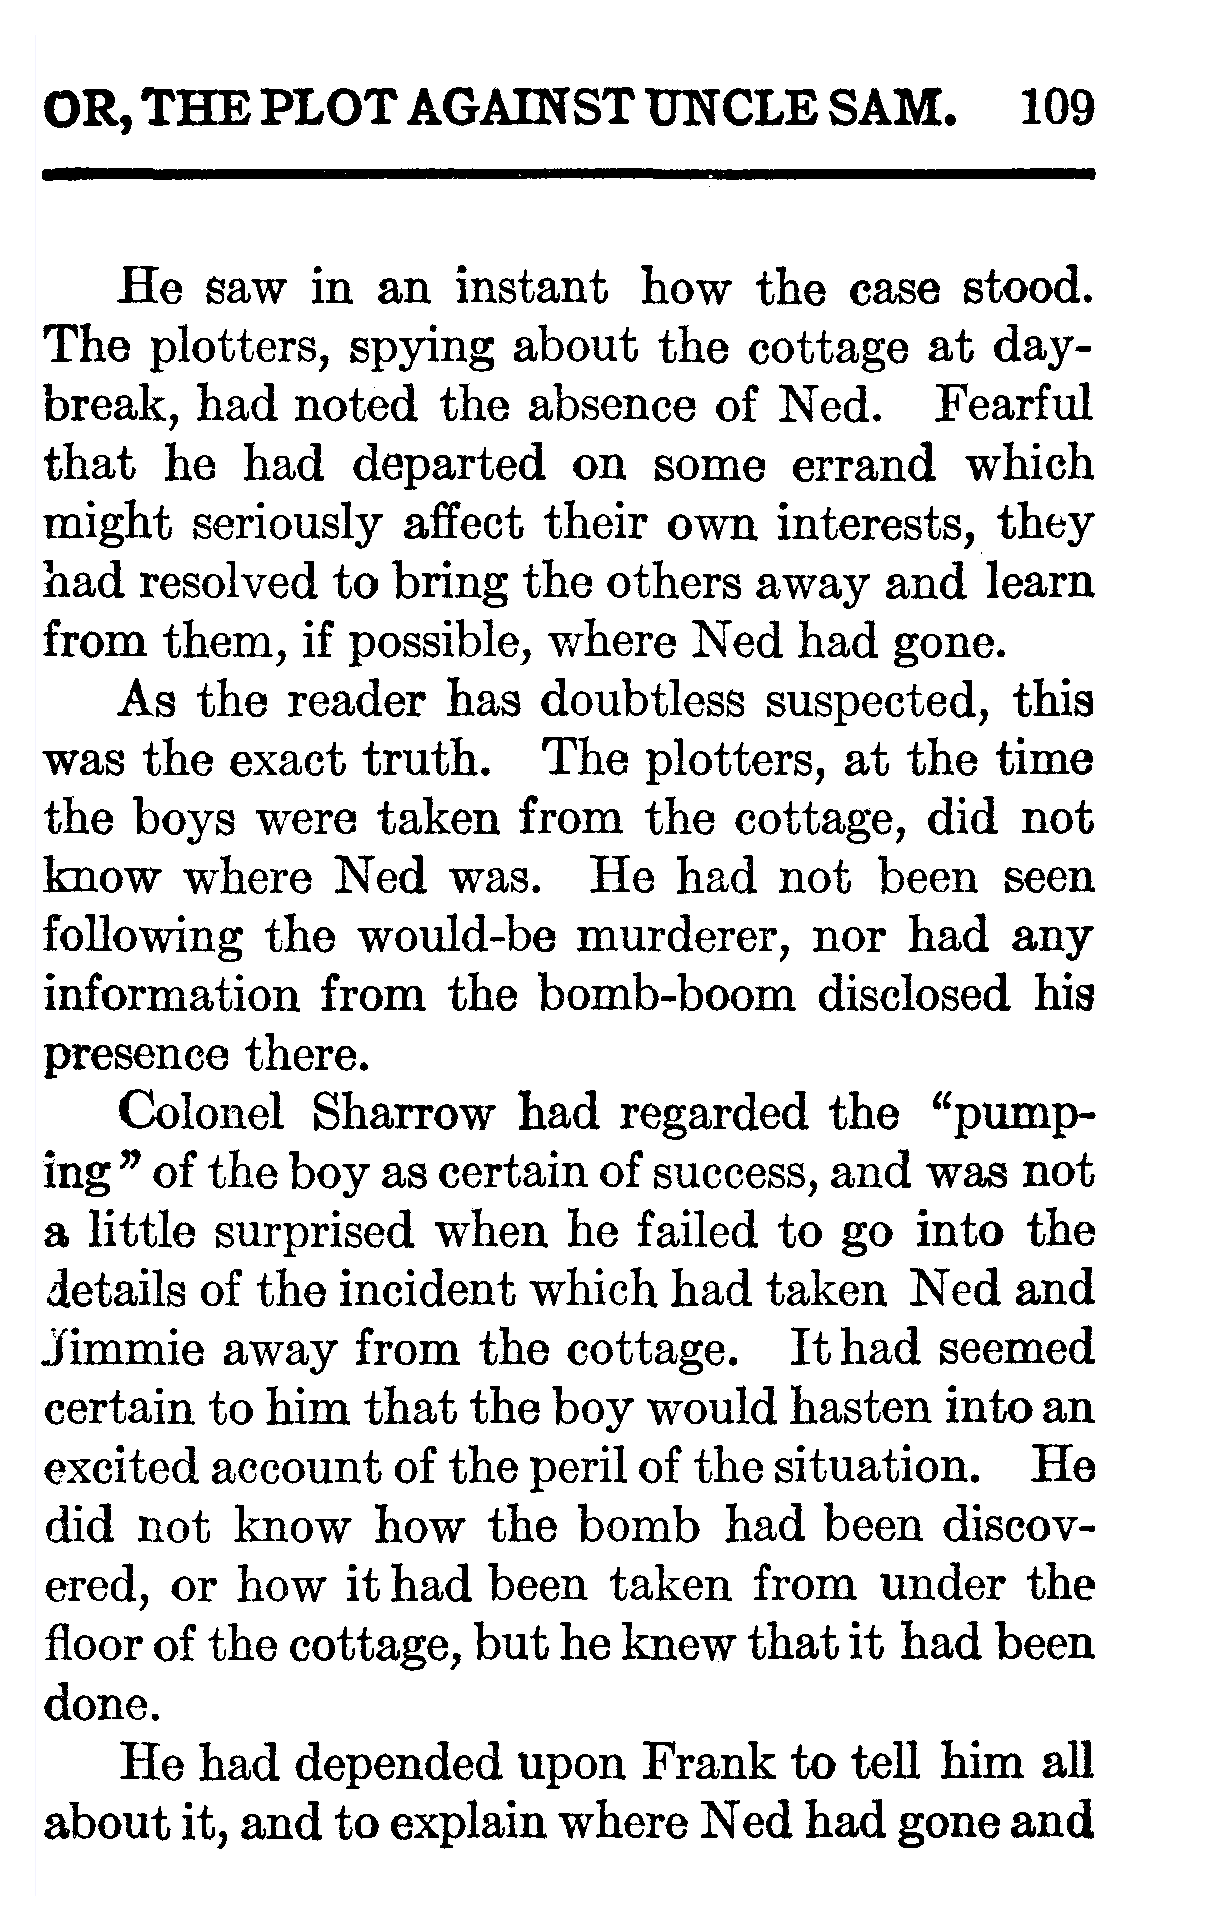 OR, THE PLOT AGAINST UNCLE SAM. 109
He saw in an instant how the case stood.
The plotters, spying about the cottage at day-
break, had noted the absence of Ned. Fearful
that he had departed on some errand which
might seriously affect their own interests, they
had resolved to bring the others away and learn
from them, if possible, where Ned had gone.
As the reader has doubtless suspected, this
was the exact truth. The plotters, at the time
the boys were taken from the cottage, did not
know where Ned was. He had not been seen
following the would-be murderer, nor had any
information from the bomb-boom disclosed his
presence there.
Colonel Sharrow had regarded the “pump-
ing” of the boy as certain of success, and was not
a little surprised when he failed to go into the
details of the incident which had taken Ned and
Jimmie away from the cottage. It had seemed
certain to him that the boy would hasten into an
excited account of the peril of the situation. He
did not know how the bomb had been discov-
ered, or how it had been taken from under the
floor of the cottage, but he knew that it had been
done.
He had depended upon Frank to tell him all
about it, and to explain where Ned had gone and